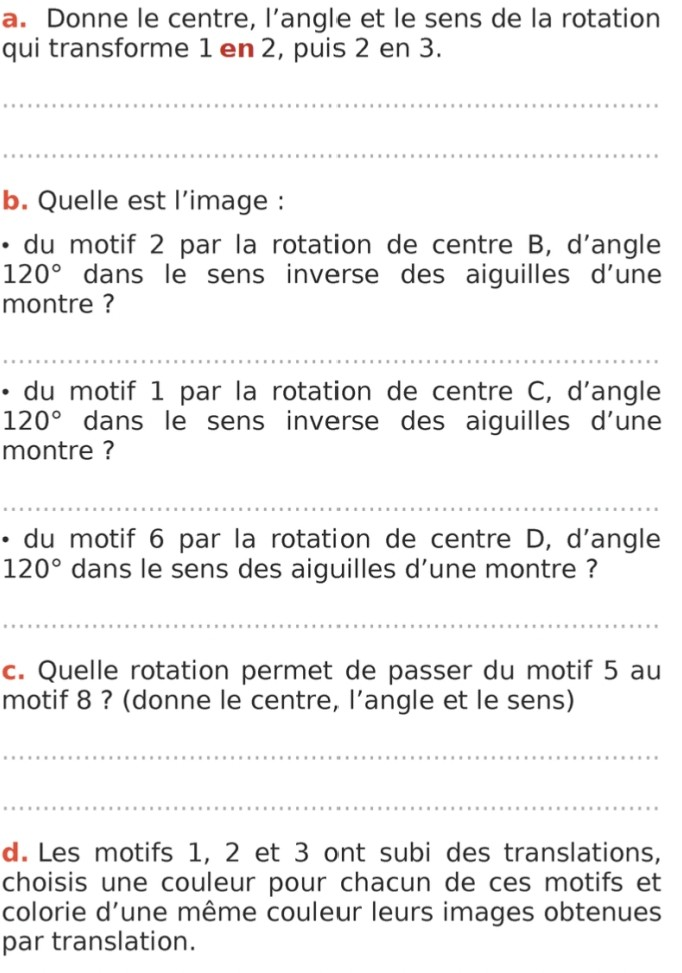 a. Donne le centre, l’angle et le sens de la rotation
qui transforme 1 en 2, puis 2 en 3.
b. Quelle est l’image :
• du motif 2 par la rotation de centre B, d’angle
120° dans le sens inverse des aiguilles d’une
montre ?
• du motif 1 par la rotation de centre C, d’angle
120° dans le sens inverse des aiguilles d’une
montre ?
• du motif 6 par la rotation de centre D, d’angle
120° dans le sens des aiguilles d’une montre ?
c. Quelle rotation permet de passer du motif 5 au
motif 8 ? (donne le centre, l’angle et le sens)
d. Les motifs 1, 2 et 3 ont subi des translations,
choisis une couleur pour chacun de ces motifs et
colorie d’une même couleur leurs images obtenues
par translation.